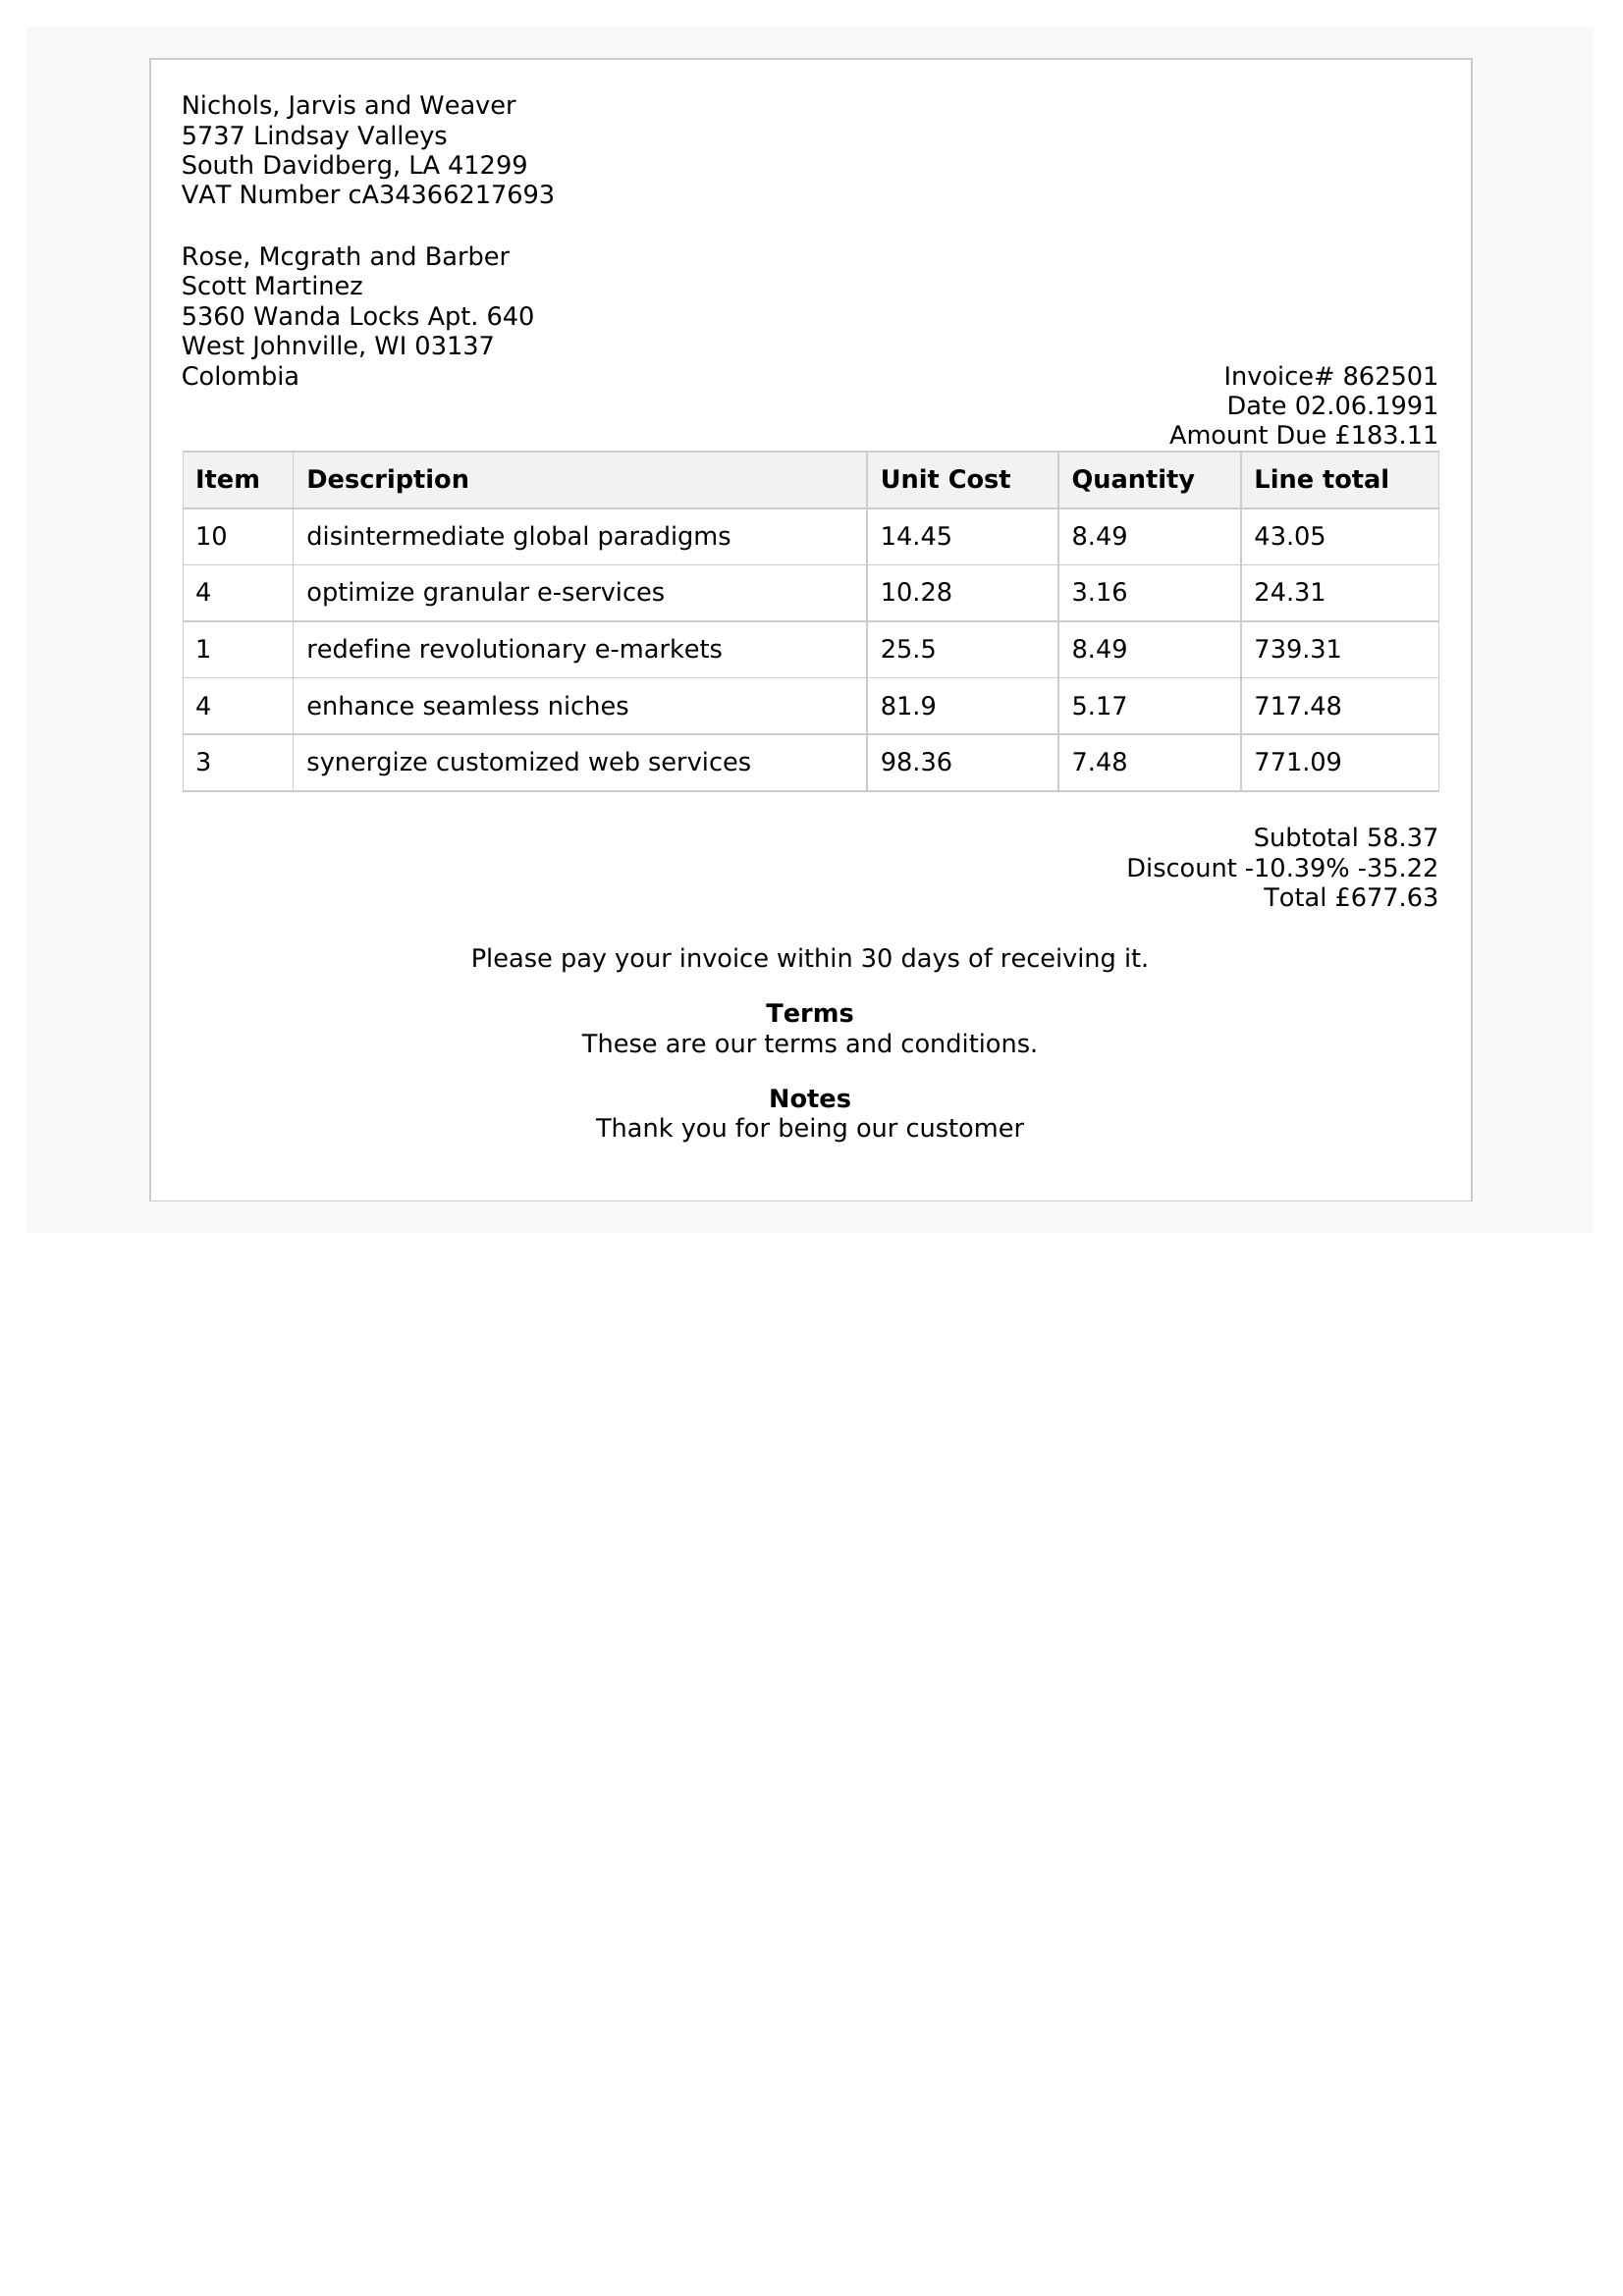 Nichols, Jarvis and Weaver
5737 Lindsay Valleys
South Davidberg, LA 41299
VAT Number cA34366217693
Rose, Mcgrath and Barber
Scott Martinez
5360 Wanda Locks Apt. 640
West Johnville, WI 03137
Colombia
Invoice# 862501
Date 02.06.1991
Amount Due £183.11
Item Description Unit Cost Quantity Line total
10 disintermediate global paradigms 14.45 8.49 43.05
4 optimize granular e-services 10.28 3.16 24.31
1 redefine revolutionary e-markets 25.5 8.49 739.31
4 enhance seamless niches 81.9 5.17 717.48
3 synergize customized web services 98.36 7.48 771.09
Subtotal 58.37
Discount -10.39% -35.22
Total £677.63
Please pay your invoice within 30 days of receiving it.
Terms
These are our terms and conditions.
Notes
Thank you for being our customer